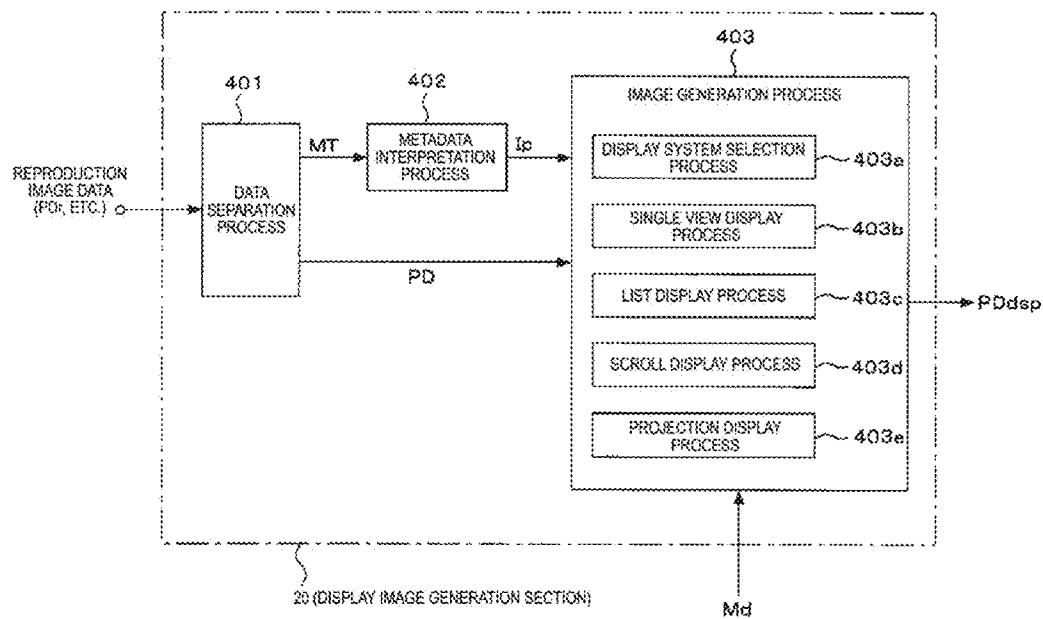 403
IMAGE GENERATION PROCESS
401
402
DATA
SEPARATION
PROCESS
MT
METADATA
INTERPRETATION
PROCESS
Ip
REPRODUCTION
IMAGE DATA
(PDr, ETC.)
PD
DISPLAY SYSTEM SELECTION
PROCESS
403a
SINGLE VIEW DISPLAY
PROCESS
403b
LIST DISPLAY PROCESS
403c
SCROLL DISPLAY PROCESS
403d
PROJECTION DISPLAY
PROCESS
403e
PDdsp
20 (DISPLAY IMAGE GENERATION SECTION)
Md